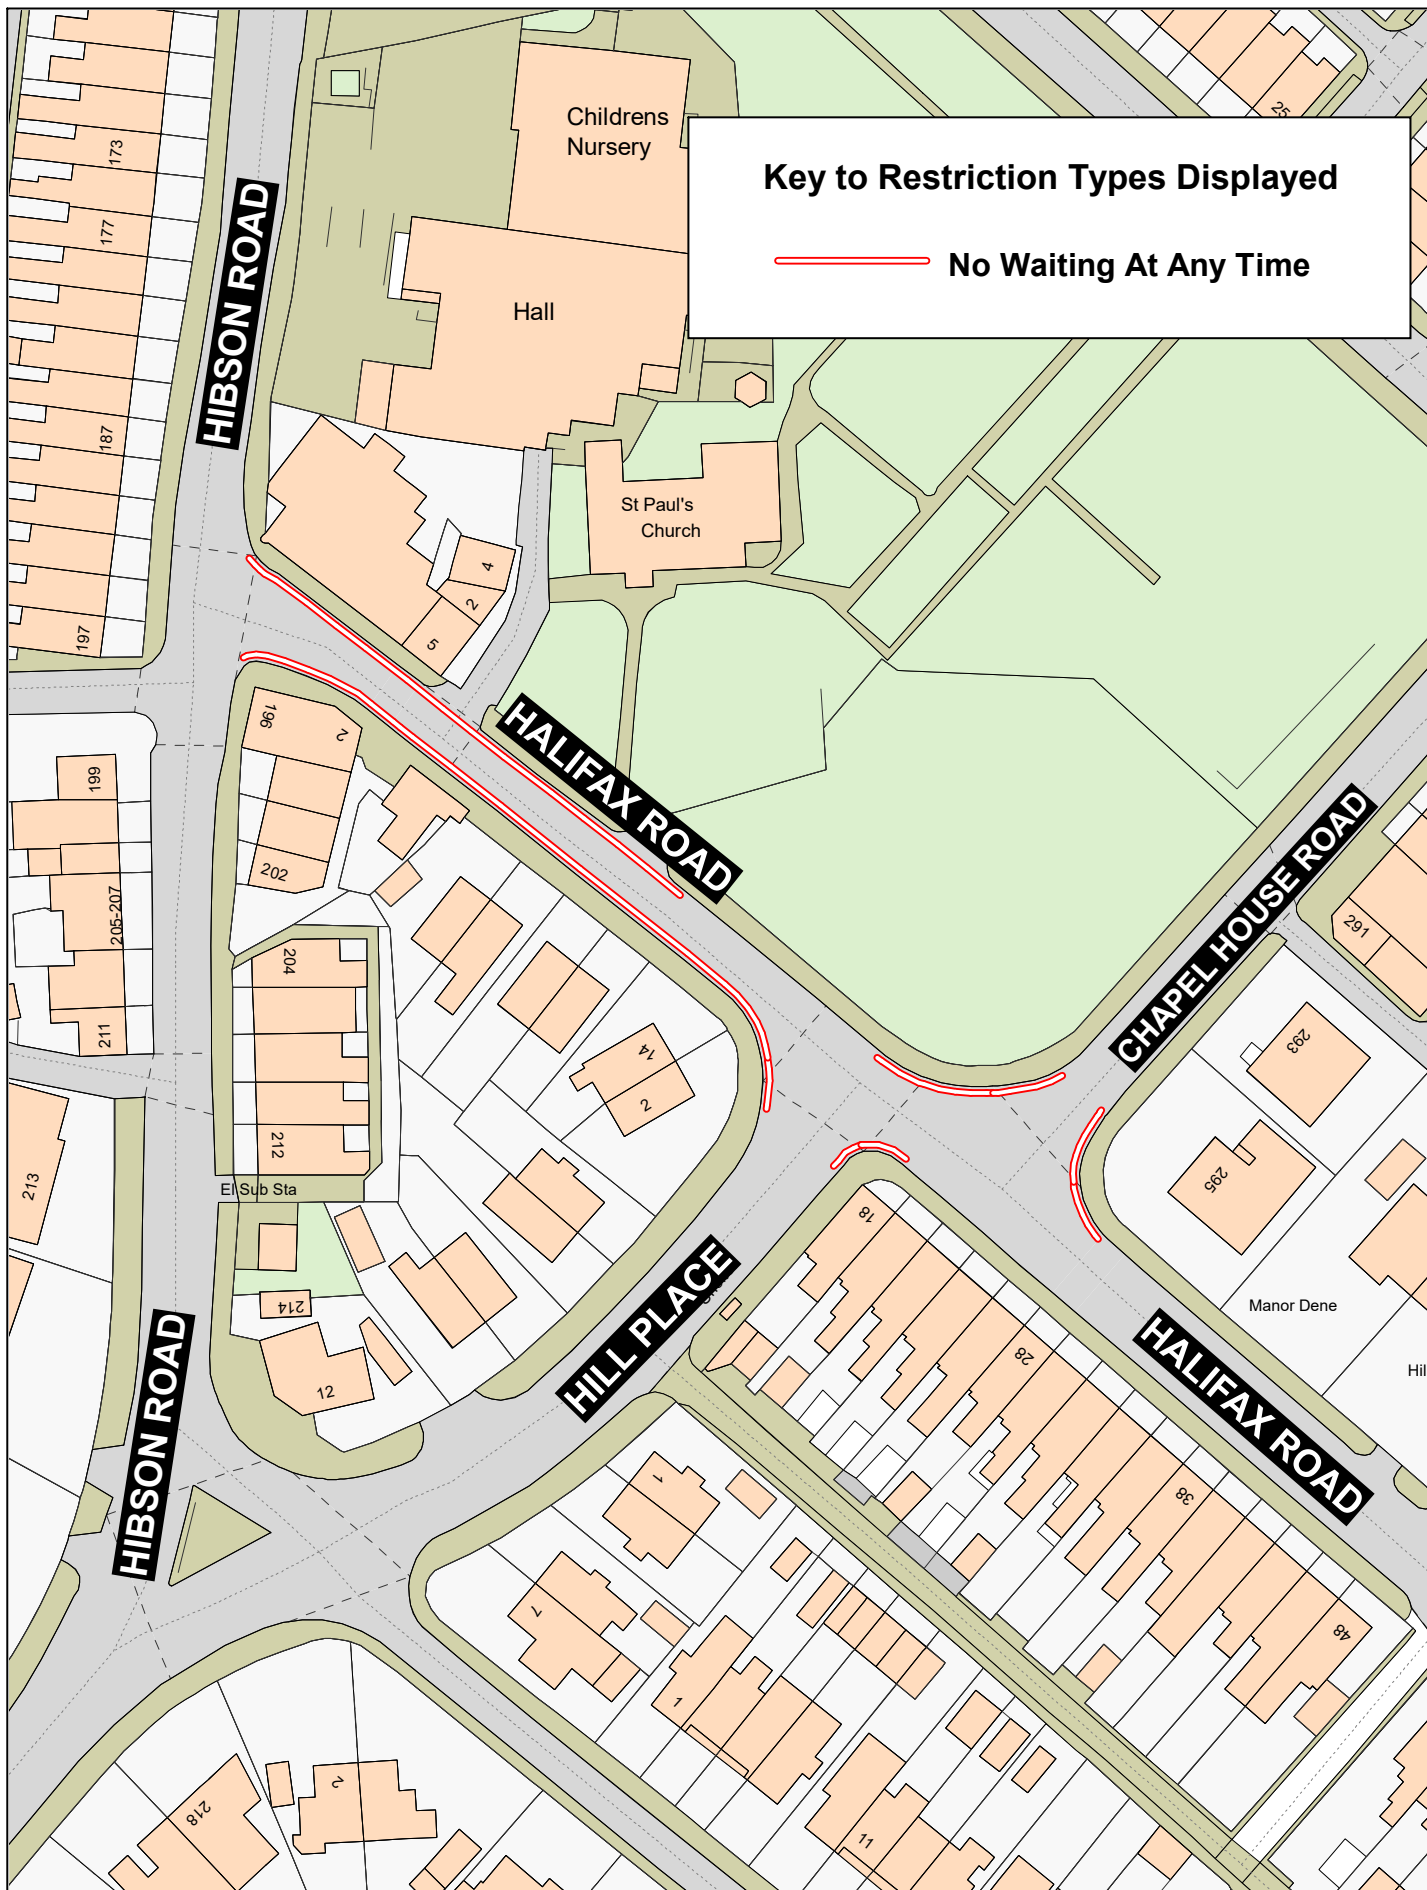 Key to Restriction Types Displayed
No Waiting At Any Time
25
Childrens
Nursery
173
177
HIBSON ROAD
Hall
187
St Paul's
Church
4
2
5
197
HALIFAX ROAD
196
2
199
202
CHAPEL HOUSE ROAD
205-207
291
204
211
293
14
2
212
295
213
El Sub Sta
18
HILL PLACE
214
Manor Dene
28
HALIFAX ROAD
Hil
12
HIBSON ROAD
1
38
7
48
1
2
218
11